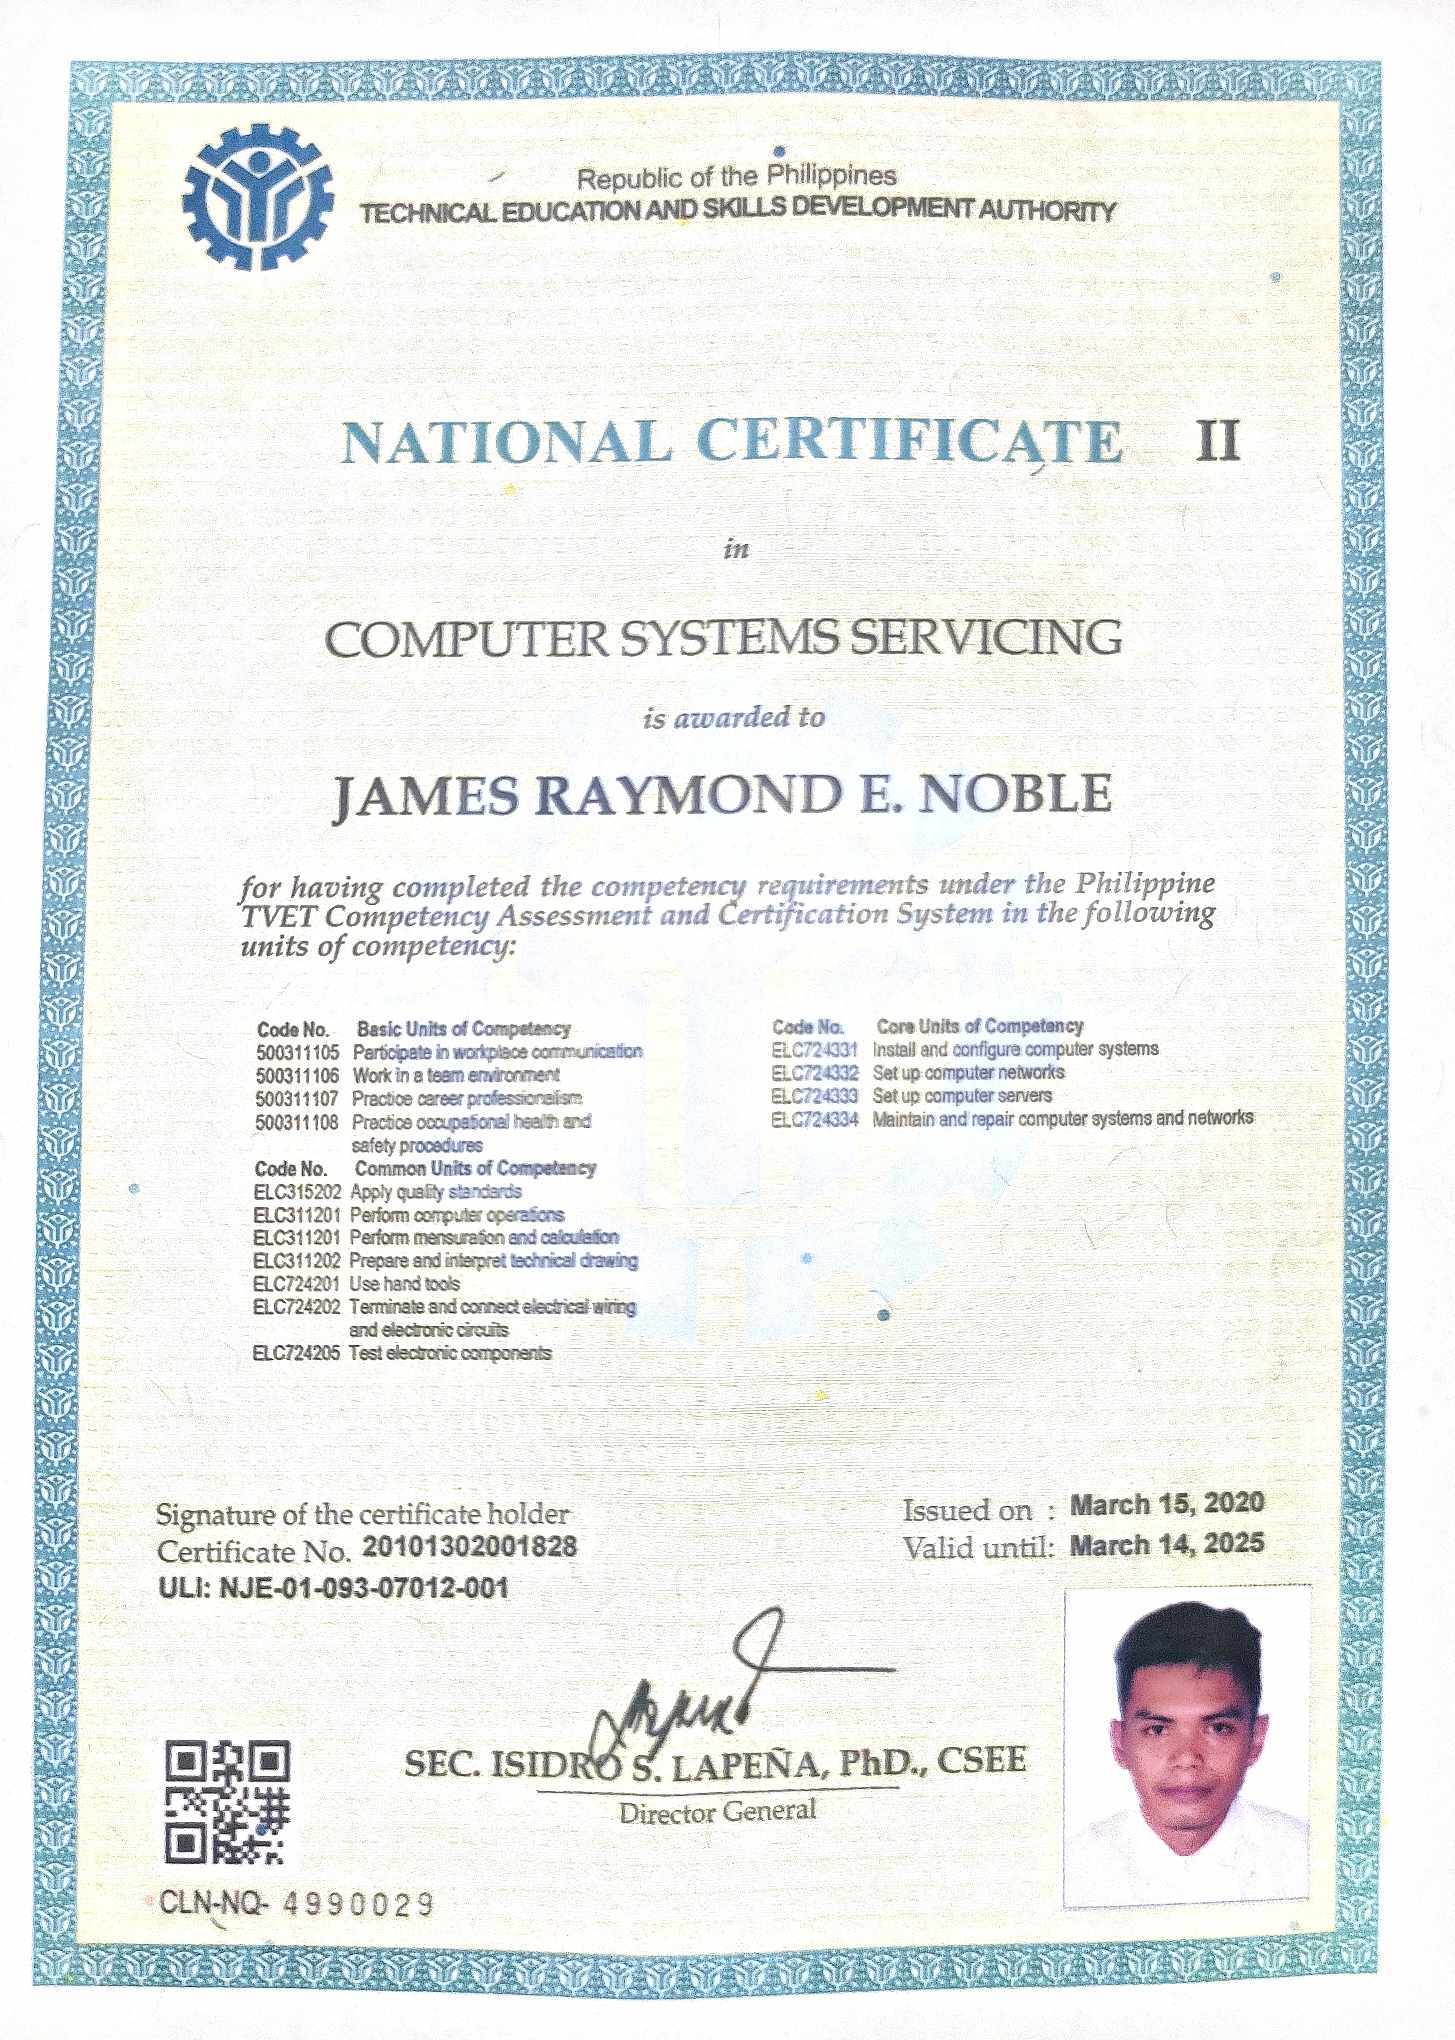 Republic of the Philippines
TECHNICAL EDUCATION AND SKILLS DEVELOPMENT AUTHORITY
NATIONAL CERTIFICATE II
in
COMPUTER SYSTEMS SERVICING
is awarded to
JAMES RAYMOND E. NOBLE
for having completed the competency requirements under the Philippine
TVET Competency Assessment and Certification System in the following
units of competency:
Code No. Basic Units of Competency
500311105 Participate in workplace communication
500311106 Work in a team environment
500311107 Practice career professionalism
500311108 Practice occupational health and
safety procedures
Code No. Common Units of Competency
ELC315202 Apply quality standards
ELC311201 Perform computer operations
ELC311201 Perform mensuration and calculation
ELC311202 Prepare and interpret technical drawing
ELC724201 Use hand tools
ELC724202 Terminate and connect electrical wiring
and electronic circuits
ELC724205 Test electronic components
Code No. Core Units of Competency
ELC724331 Install and configure computer systems
ELC724332 Set up computer networks
ELC724333 Set up computer servers
ELC724334 Maintain and repair computer systems and networks
Signature of the certificate holder
Certificate No. 20101302001828
ULI: NJE-01-093-07012-001
Issued on : March 15, 2020
Valid until: March 14, 2025
SEC. ISIDRO S. LAPEÑA, PhD., CSEE
Director General
CLN-NQ- 4990029